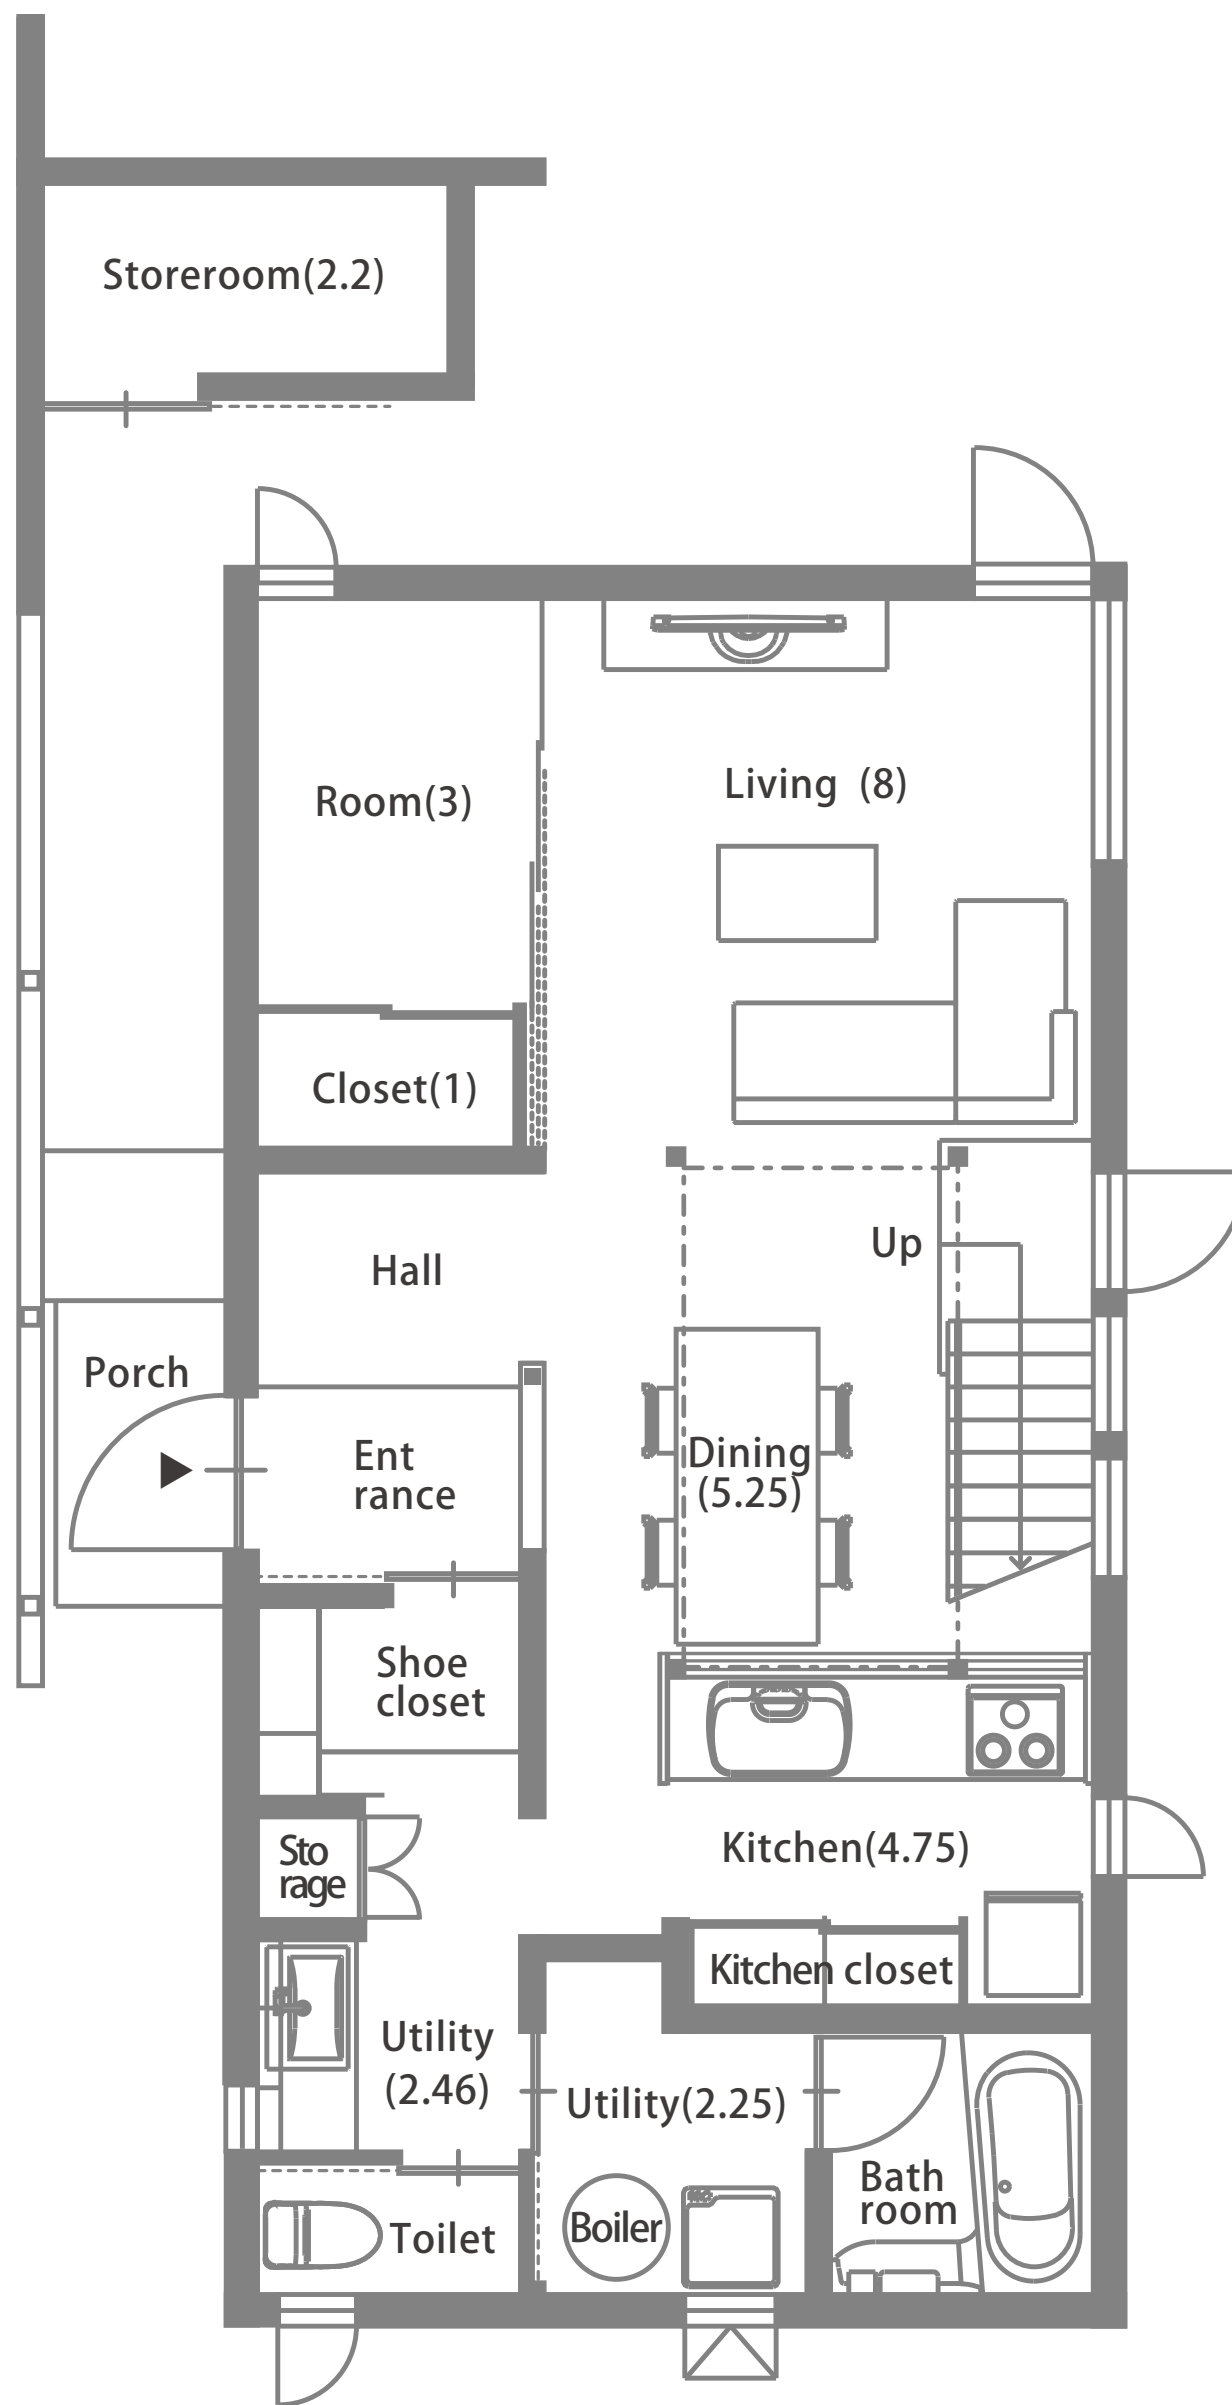 Storeroom(2.2)
Living (8)
Room(3)
Closet(1)
Up
Hall
Porch
Ent
rance
Dining
(5.25)
Shoe
closet
Kitchen(4.75)
Sto
rage
Kitchen closet
Utility
(2.46)
Utility(2.25)
Bath
room
Boiler
Toilet